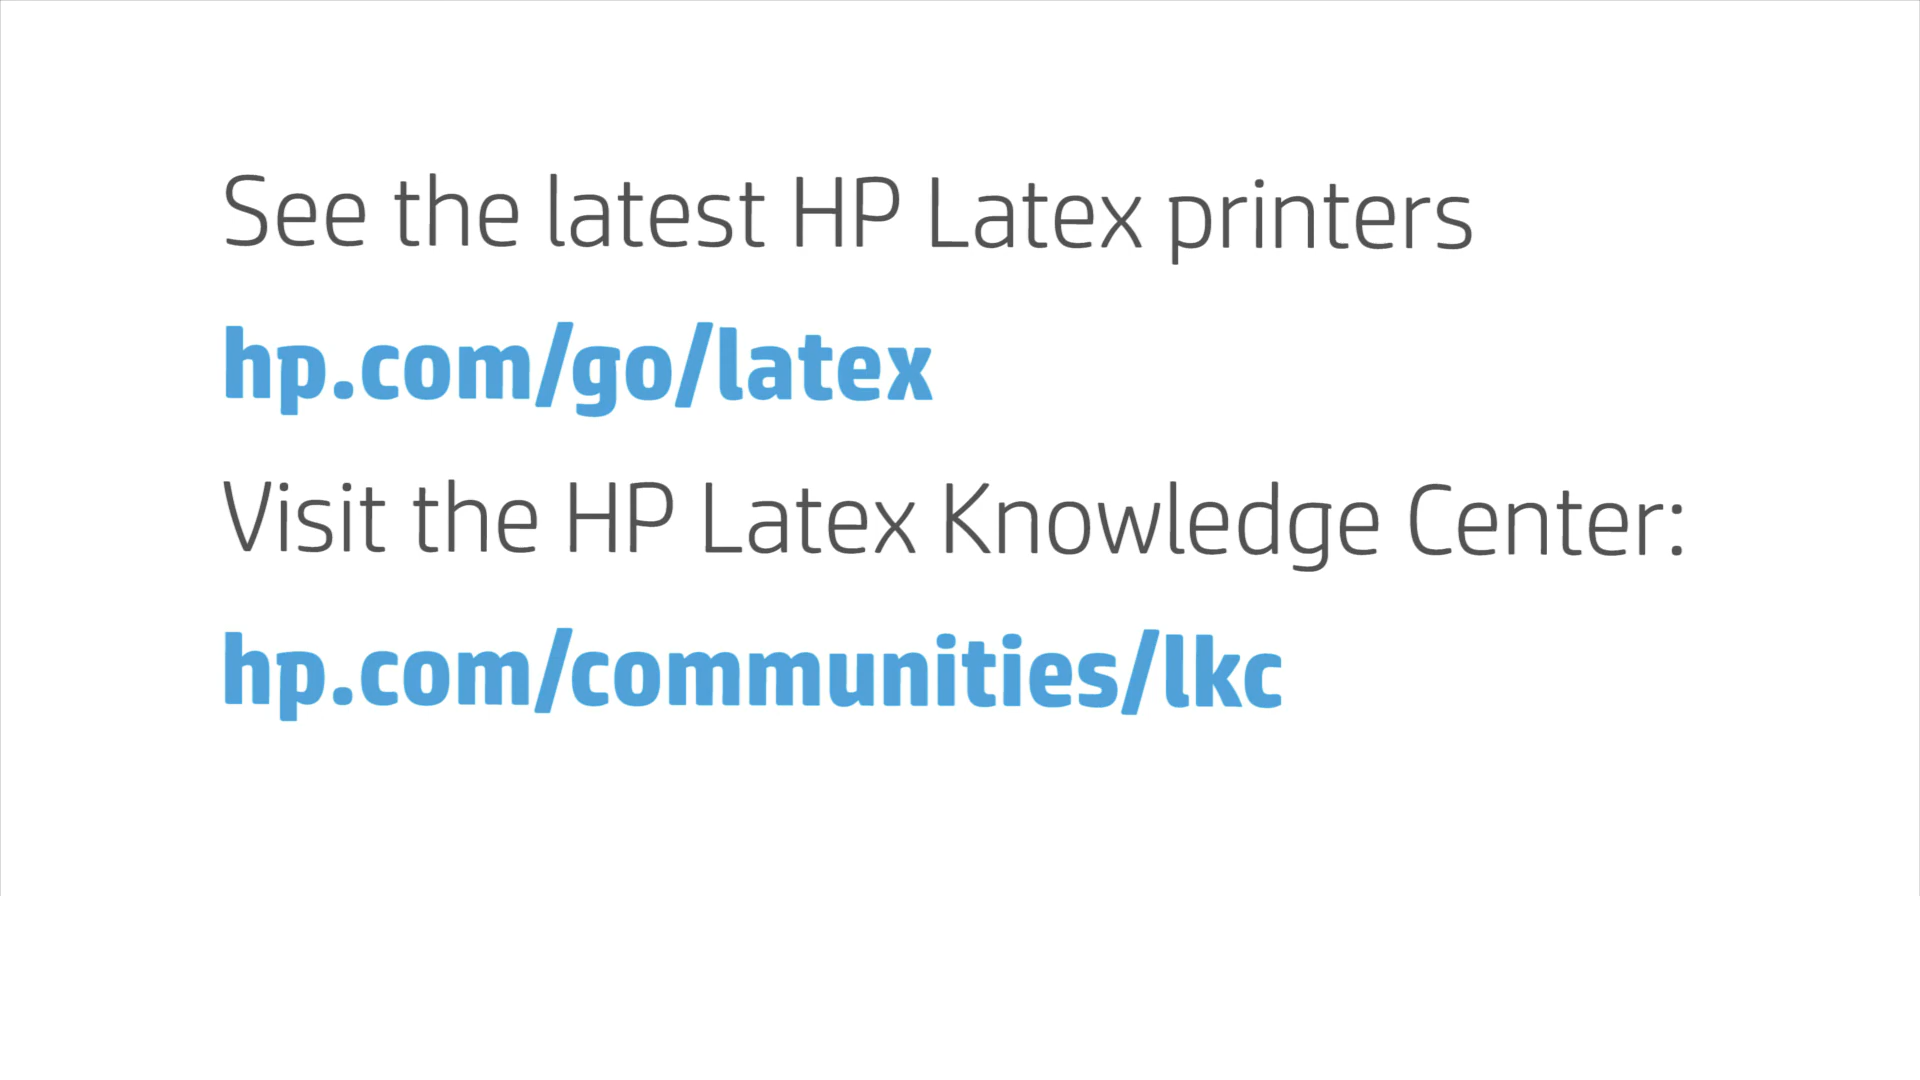 See the latest HP Latex printers
hp.com/go/latex
Visit the HP Latex Knowledge Center:
hp.com/communities/lkc